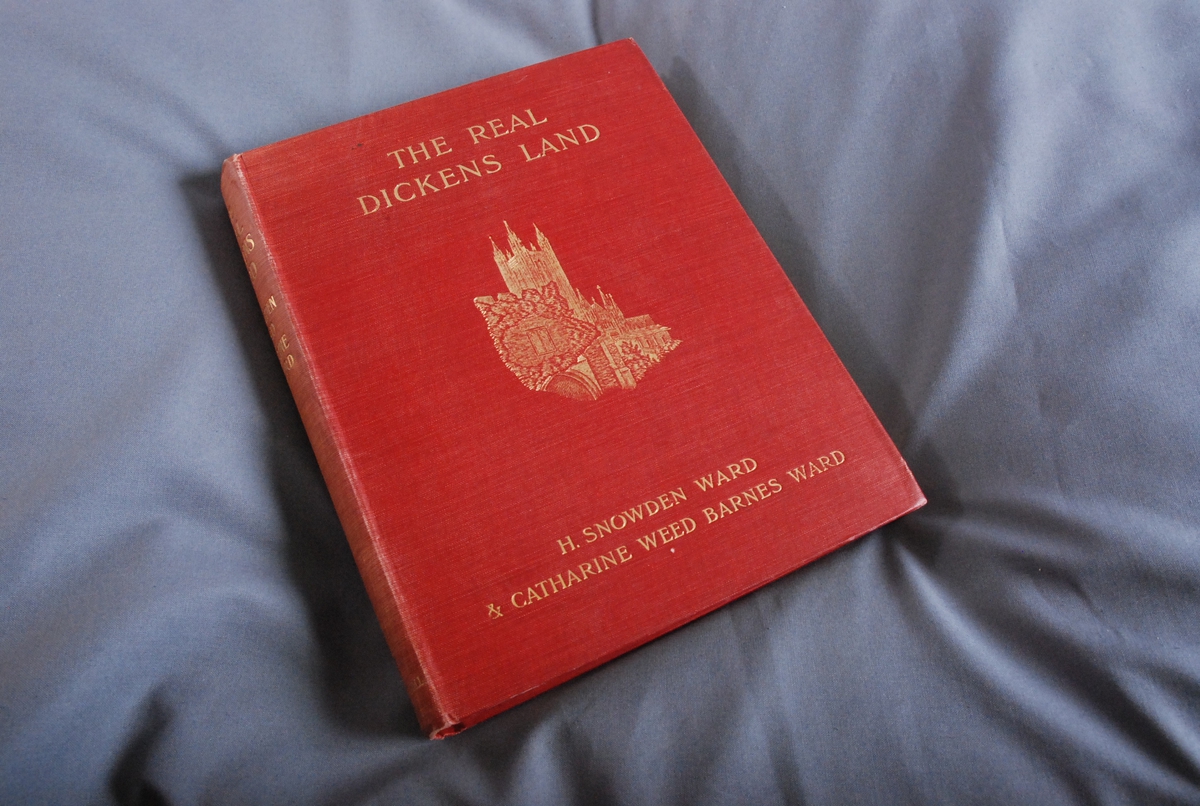 THE REAL
DICKENS LAND
H. SNOWDEN WARD
& CATHARINE WEED BARNES WARD